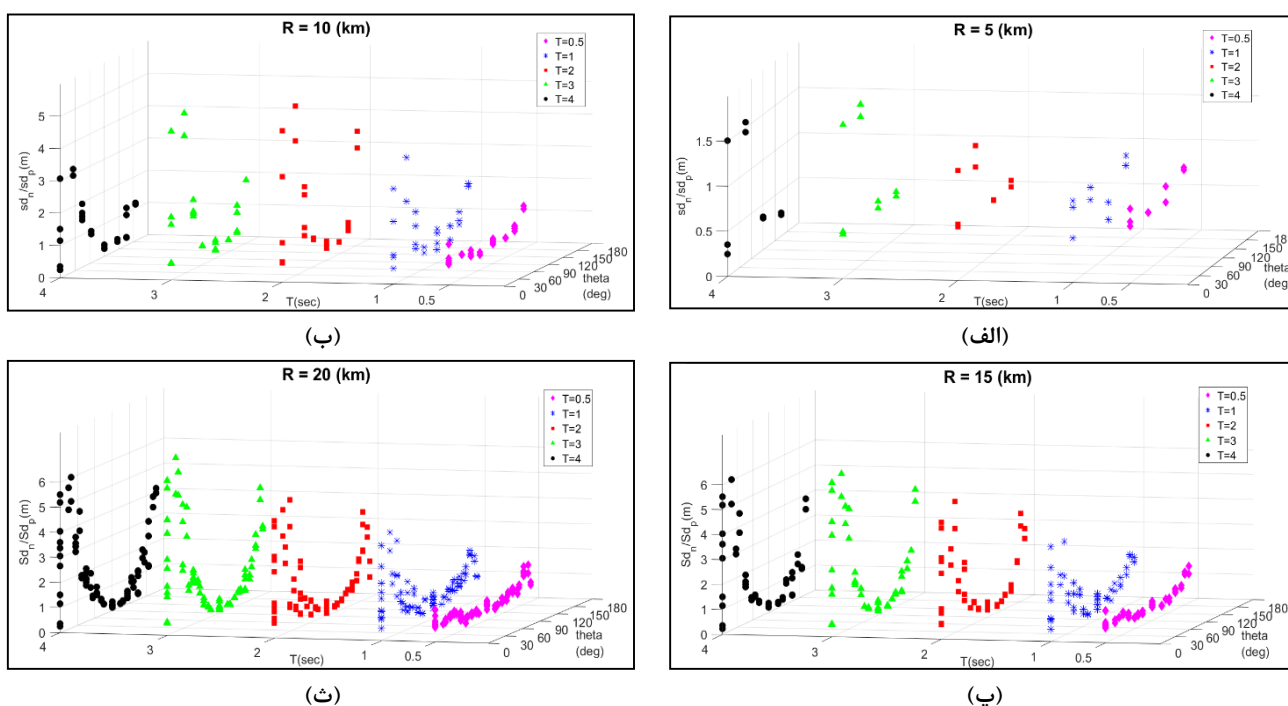 R = 10 (km)
T=0.5
T=1
T=2
T=3
T=4
sd_n/sd_p(m)
5
4
3
2
1
0
4
3
2
1
0.5
T(sec)
0
30
60
90
120
150
180
theta
(deg)
(ب)
R = 5 (km)
T=0.5
T=1
T=2
T=3
T=4
sd_n/sd_p(m)
1.5
1
0.5
0
4
3
2
1
0.5
T(sec)
0
30
60
90
120
150
theta
(deg)
(الف)
R = 20 (km)
T=0.5
T=1
T=2
T=3
T=4
Sd_n/Sd_p(m)
6
5
4
3
2
1
0
4
3
2
1
0.5
T(sec)
0
30
60
90
120
150
180
theta
(deg)
(ث)
R = 15 (km)
T=0.5
T=1
T=2
T=3
T=4
Sd_n/Sd_p(m)
6
5
4
3
2
1
0
4
3
2
1
0.5
T(sec)
0
30
60
90
120
150
180
theta
(deg)
(پ)